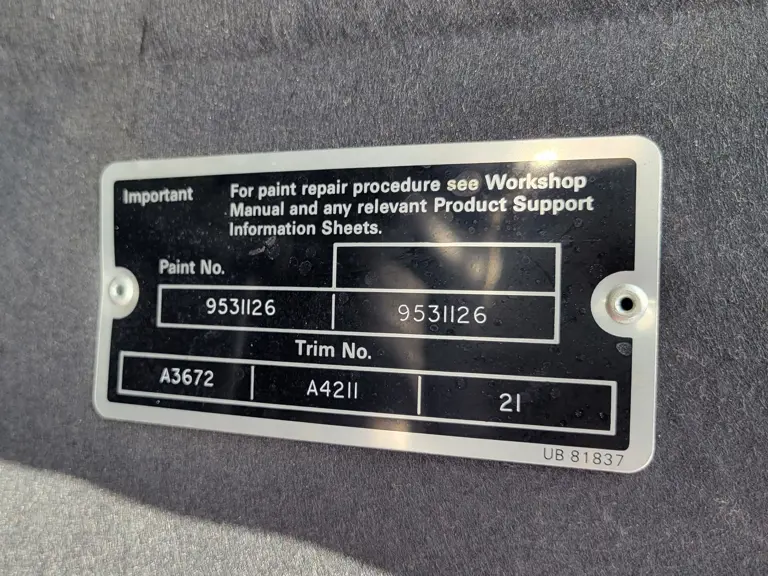 Important
For paint repair procedure see Workshop
Manual and any relevant Product Support
Information Sheets.
Paint No.
9531126 9531126
Trim No.
A3672 A4211 21
UB 81837